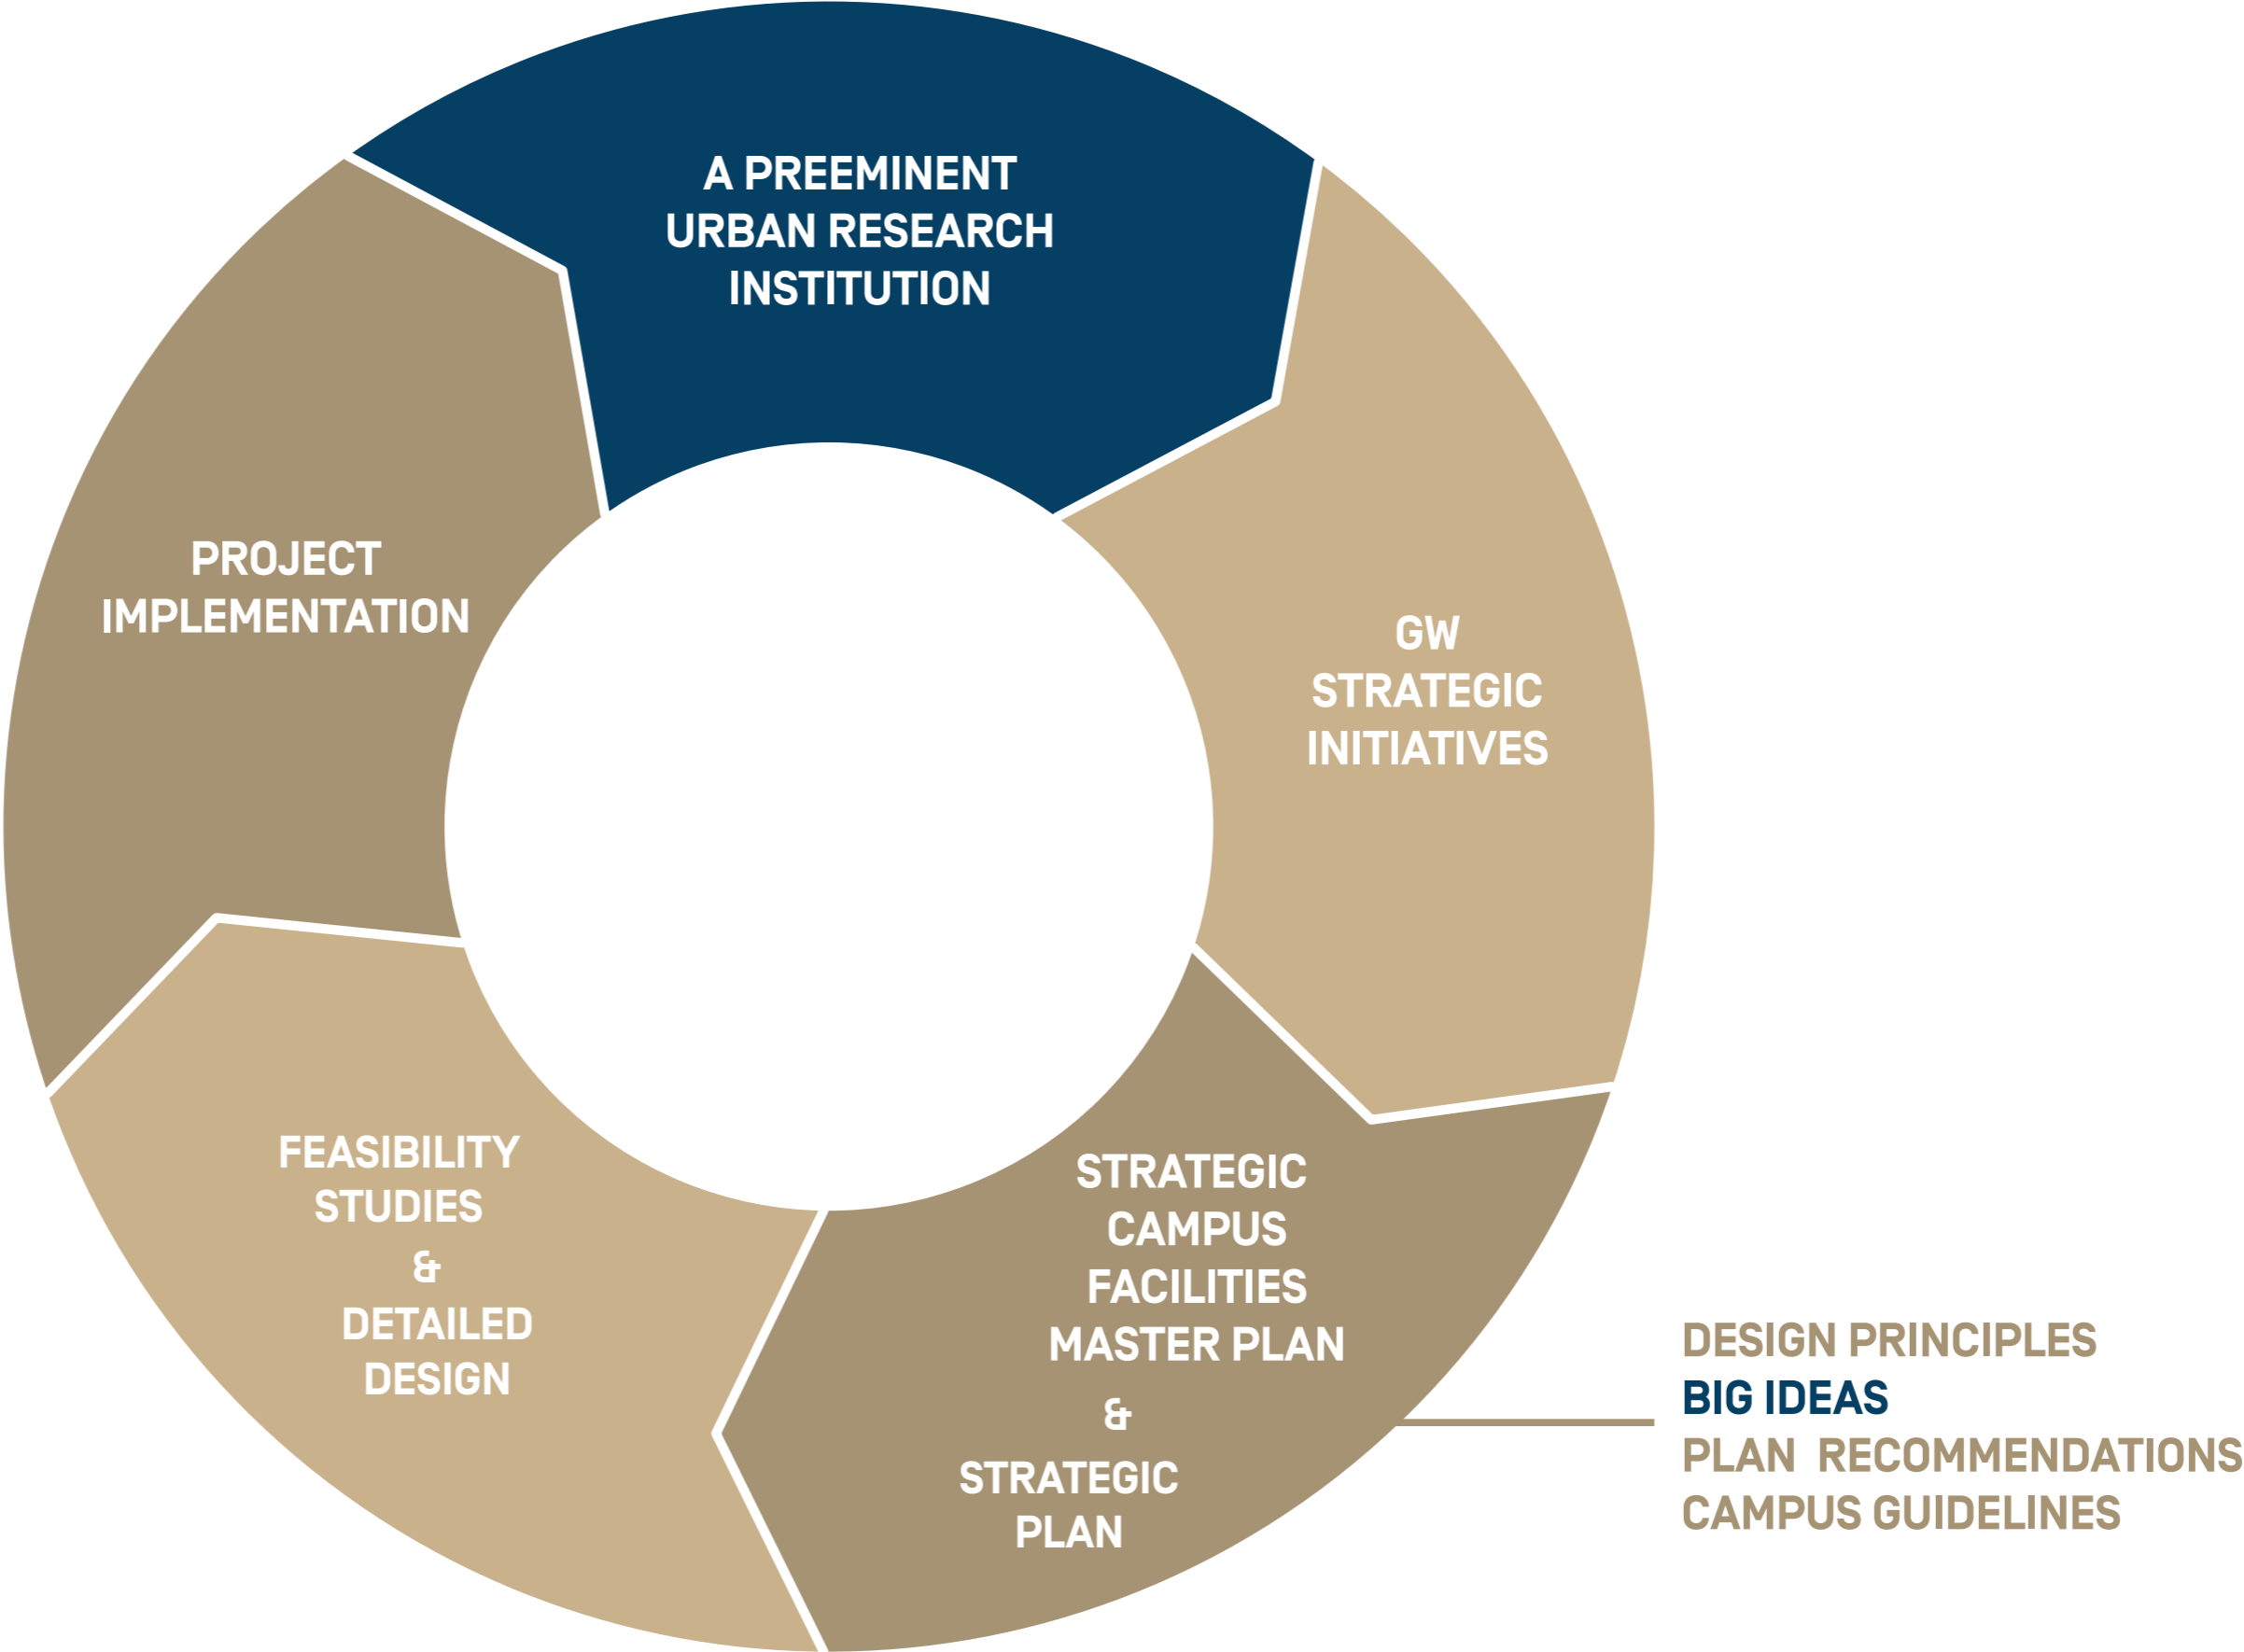 A PREEMINENT
URBAN RESEARCH
INSTITUTION
GW
STRATEGIC
INITIATIVES
STRATEGIC
CAMPUS
FACILITIES
MASTER PLAN
&
STRATEGIC
PLAN
DESIGN PRINCIPLES
BIG IDEAS
PLAN RECOMMENDATIONS
CAMPUS GUIDELINES
FEASIBILITY
STUDIES
&
DETAILED
DESIGN
PROJECT
IMPLEMENTATION